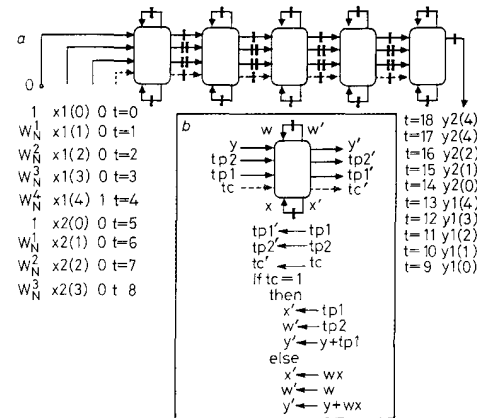 a
0
1 x1(0) 0 t=0
W_N^1 x1(1) 0 t=1
W_N^2 x1(2) 0 t=2
W_N^3 x1(3) 0 t=3
W_N^4 x1(4) 1 t=4
1 x2(0) 0 t=5
W_N^1 x2(1) 0 t=6
W_N^2 x2(2) 0 t=7
W_N^3 x2(3) 0 t 8
b
w w'
y y'
tp2 tp2'
tp1 tp1'
tc tc'
x x'
tp1' ← tp1
tp2' ← tp2
tc' ← tc
if tc=1
then
x' ← tp1
w' ← tp2
y' ← y+tp1
else
x' ← wx
w' ← w
y' ← y+wx
t=18 y2(4)
t=17 y2(4)
t=16 y2(2)
t=15 y2(1)
t=14 y2(0)
t=13 y1(4)
t=12 y1(3)
t=11 y1(2)
t=10 y1(1)
t=9 y1(0)